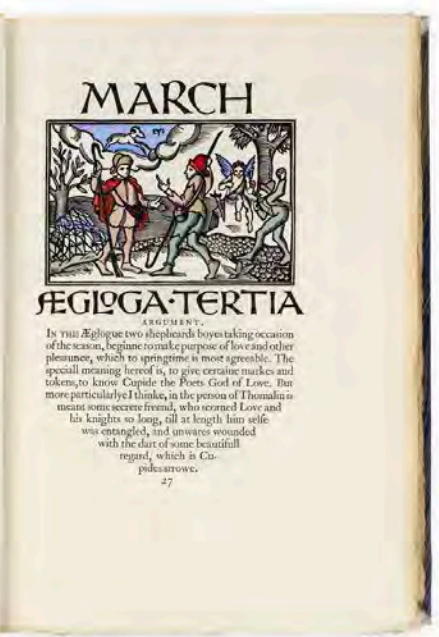 MARCH
ÆGLOGA·TERTIA
ARGUMENT.
IN THIS Æglogue two shepheards boyes taking occasion
of the season, beginne to make purpose of love and other
plesaunce, which to springtime is most agreeable. The
speciall meaning hereof is, to give certaine markes and
tokens, to know Cupide the Poets God of Love. But
more particularlye I thinke, in the person of Thomalin is
meant some secrete freend, who scorned Love and
his knights so long, till at length him selfe
was entangled, and unwares wounded
with the dart of some beautifull
regard, which is Cu-
pides arrowe.
27